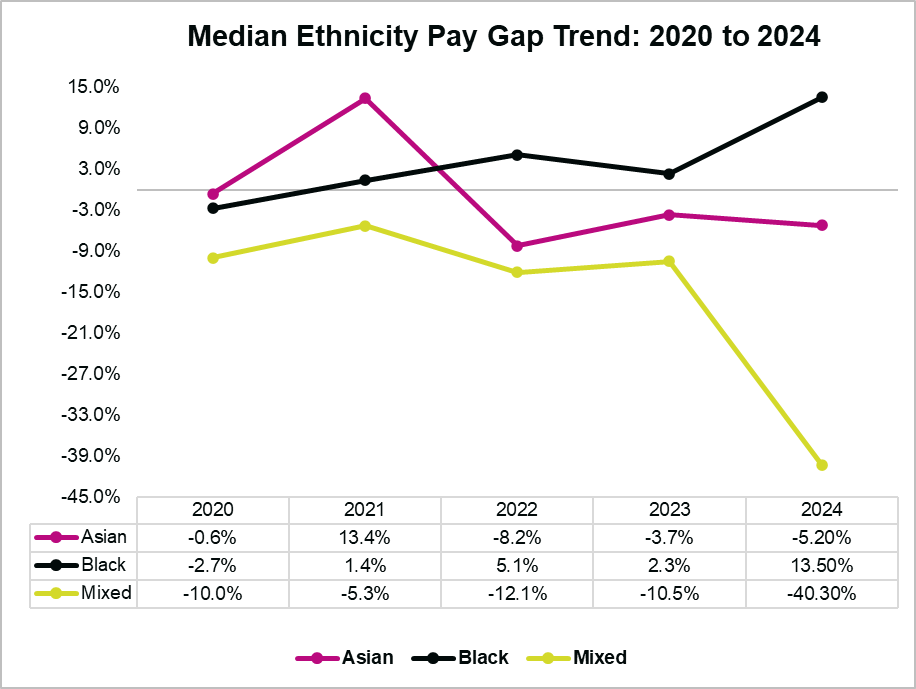 Median Ethnicity Pay Gap Trend: 2020 to 2024
15.0%
9.0%
3.0%
-3.0%
-9.0%
-15.0%
-21.0%
-27.0%
-33.0%
-39.0%
-45.0%
2020 2021 2022 2023 2024
Asian -0.6% 13.4% -8.2% -3.7% -5.20%
Black -2.7% 1.4% 5.1% 2.3% 13.50%
Mixed -10.0% -5.3% -12.1% -10.5% -40.30%
Asian Black Mixed